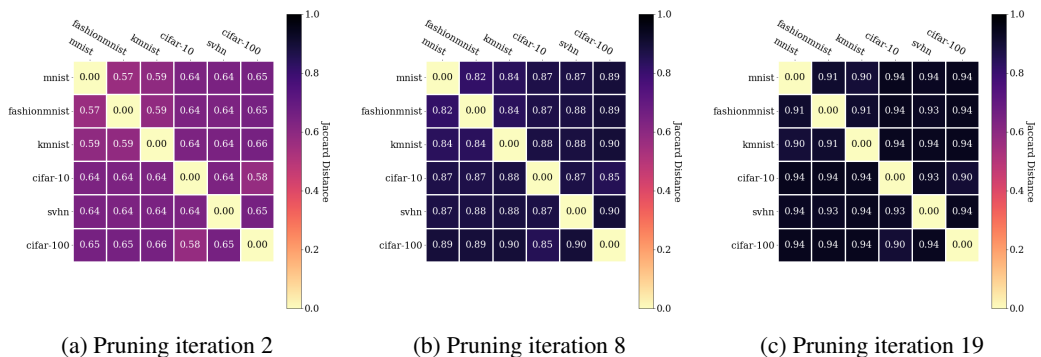 mnist fashionmnist kmnist cifar-10 svhn cifar-100
mnist 0.00 0.57 0.59 0.64 0.64 0.65
fashionmnist 0.57 0.00 0.59 0.64 0.64 0.65
kmnist 0.59 0.59 0.00 0.64 0.64 0.66
cifar-10 0.64 0.64 0.64 0.00 0.64 0.58
svhn 0.64 0.64 0.64 0.64 0.00 0.65
cifar-100 0.65 0.65 0.66 0.58 0.65 0.00
1.0
0.8
0.6
0.4
0.2
0.0
Jaccard Distance
(a) Pruning iteration 2
mnist fashionmnist kmnist cifar-10 svhn cifar-100
mnist 0.00 0.82 0.84 0.87 0.87 0.89
fashionmnist 0.82 0.00 0.84 0.87 0.88 0.89
kmnist 0.84 0.84 0.00 0.88 0.88 0.90
cifar-10 0.87 0.87 0.88 0.00 0.87 0.85
svhn 0.87 0.88 0.88 0.87 0.00 0.90
cifar-100 0.89 0.89 0.90 0.85 0.90 0.00
1.0
0.8
0.6
0.4
0.2
0.0
Jaccard Distance
(b) Pruning iteration 8
mnist fashionmnist kmnist cifar-10 svhn cifar-100
mnist 0.00 0.91 0.90 0.94 0.94 0.94
fashionmnist 0.91 0.00 0.91 0.94 0.93 0.94
kmnist 0.90 0.91 0.00 0.94 0.94 0.94
cifar-10 0.94 0.94 0.94 0.00 0.93 0.90
svhn 0.94 0.93 0.94 0.93 0.00 0.94
cifar-100 0.94 0.94 0.94 0.90 0.94 0.00
1.0
0.8
0.6
0.4
0.2
0.0
Jaccard Distance
(c) Pruning iteration 19